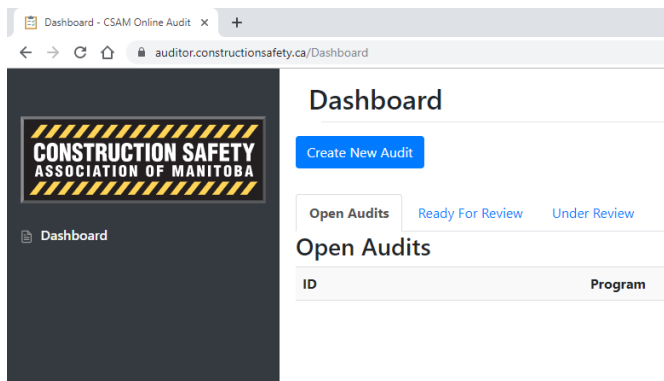 Dashboard - CSAM Online Audit
auditor.constructionsafety.ca/Dashboard
CONSTRUCTION SAFETY
ASSOCIATION OF MANITOBA
Dashboard
Dashboard
Create New Audit
Open Audits Ready For Review Under Review
Open Audits
ID Program